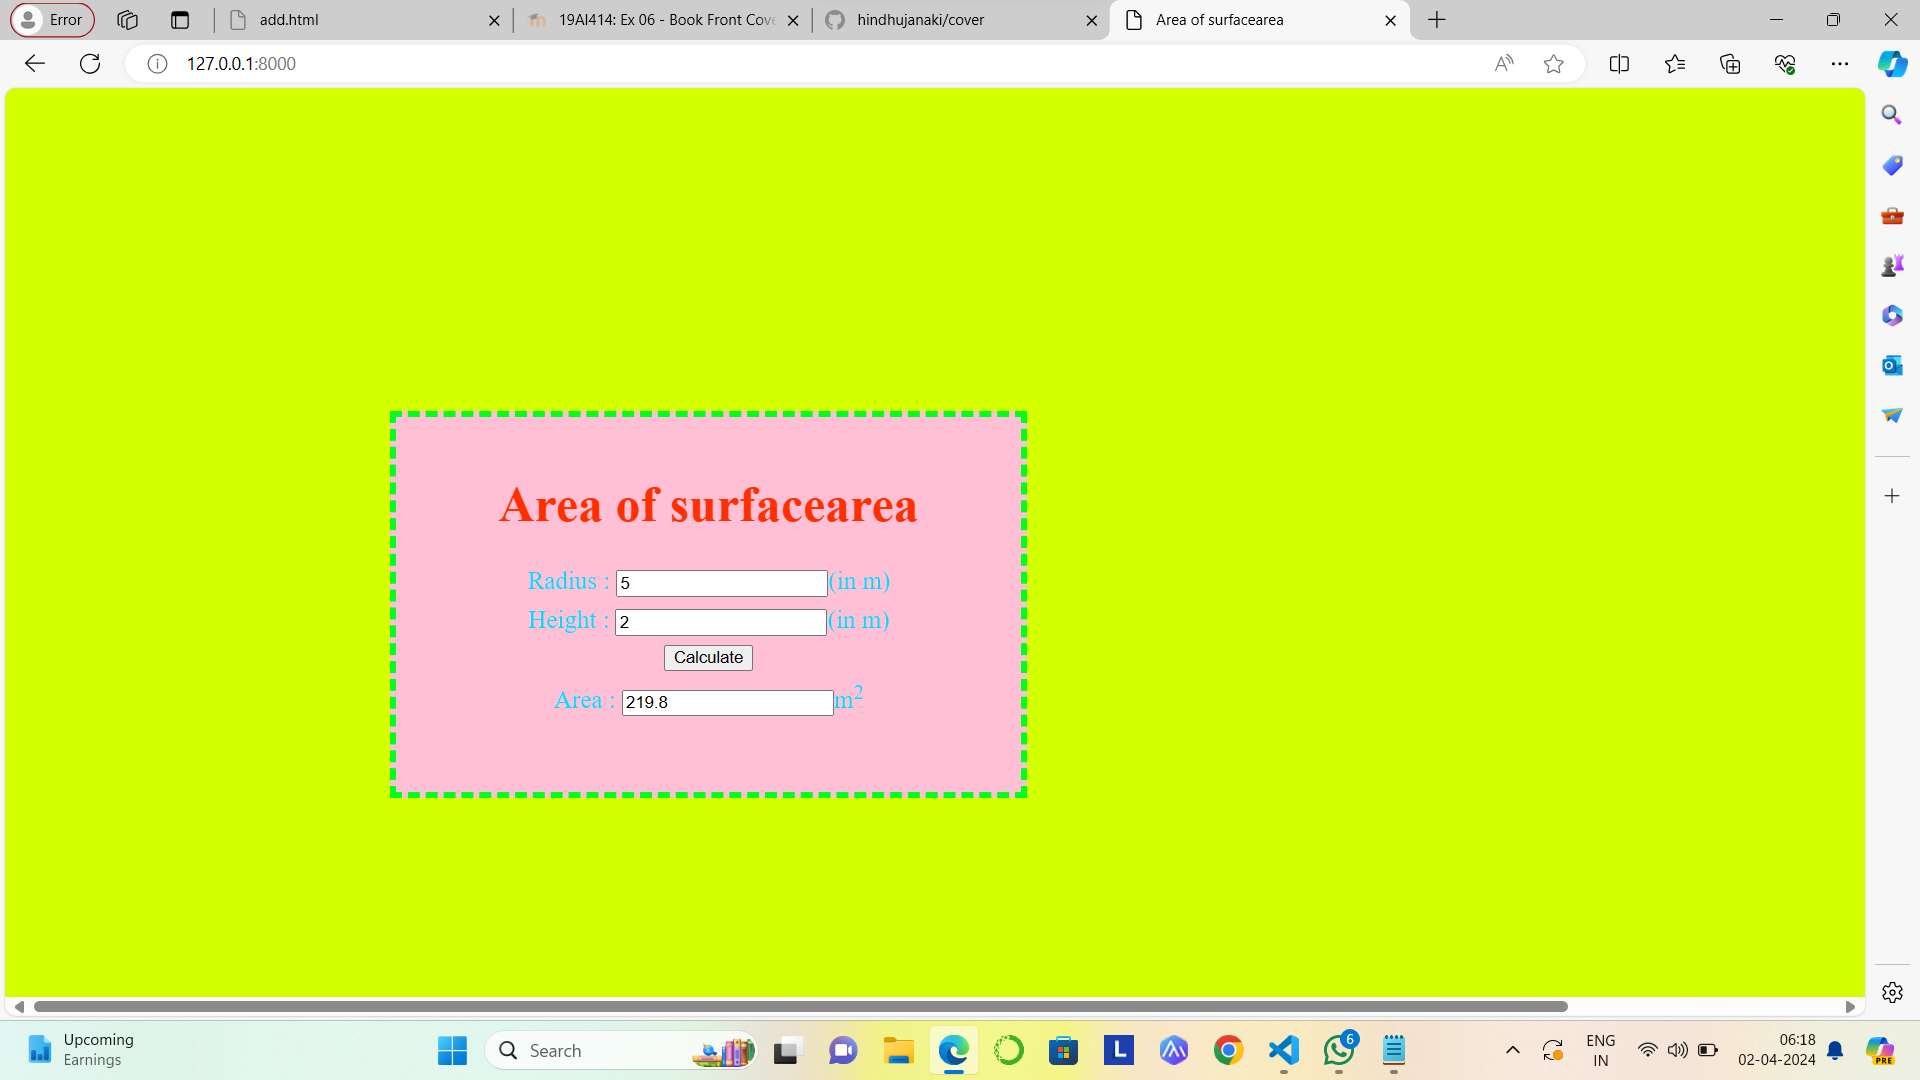 Error
add.html
19AI414: Ex 06 - Book Front Cove
hindhujanaki/cover
Area of surfacearea
127.0.0.1:8000
Area of surfacearea
Radius : 5 (in m)
Height : 2 (in m)
Calculate
Area : 219.8 m2
Upcoming
Earnings
Search
L
6
ENG
IN
06:18
02-04-2024
PRE